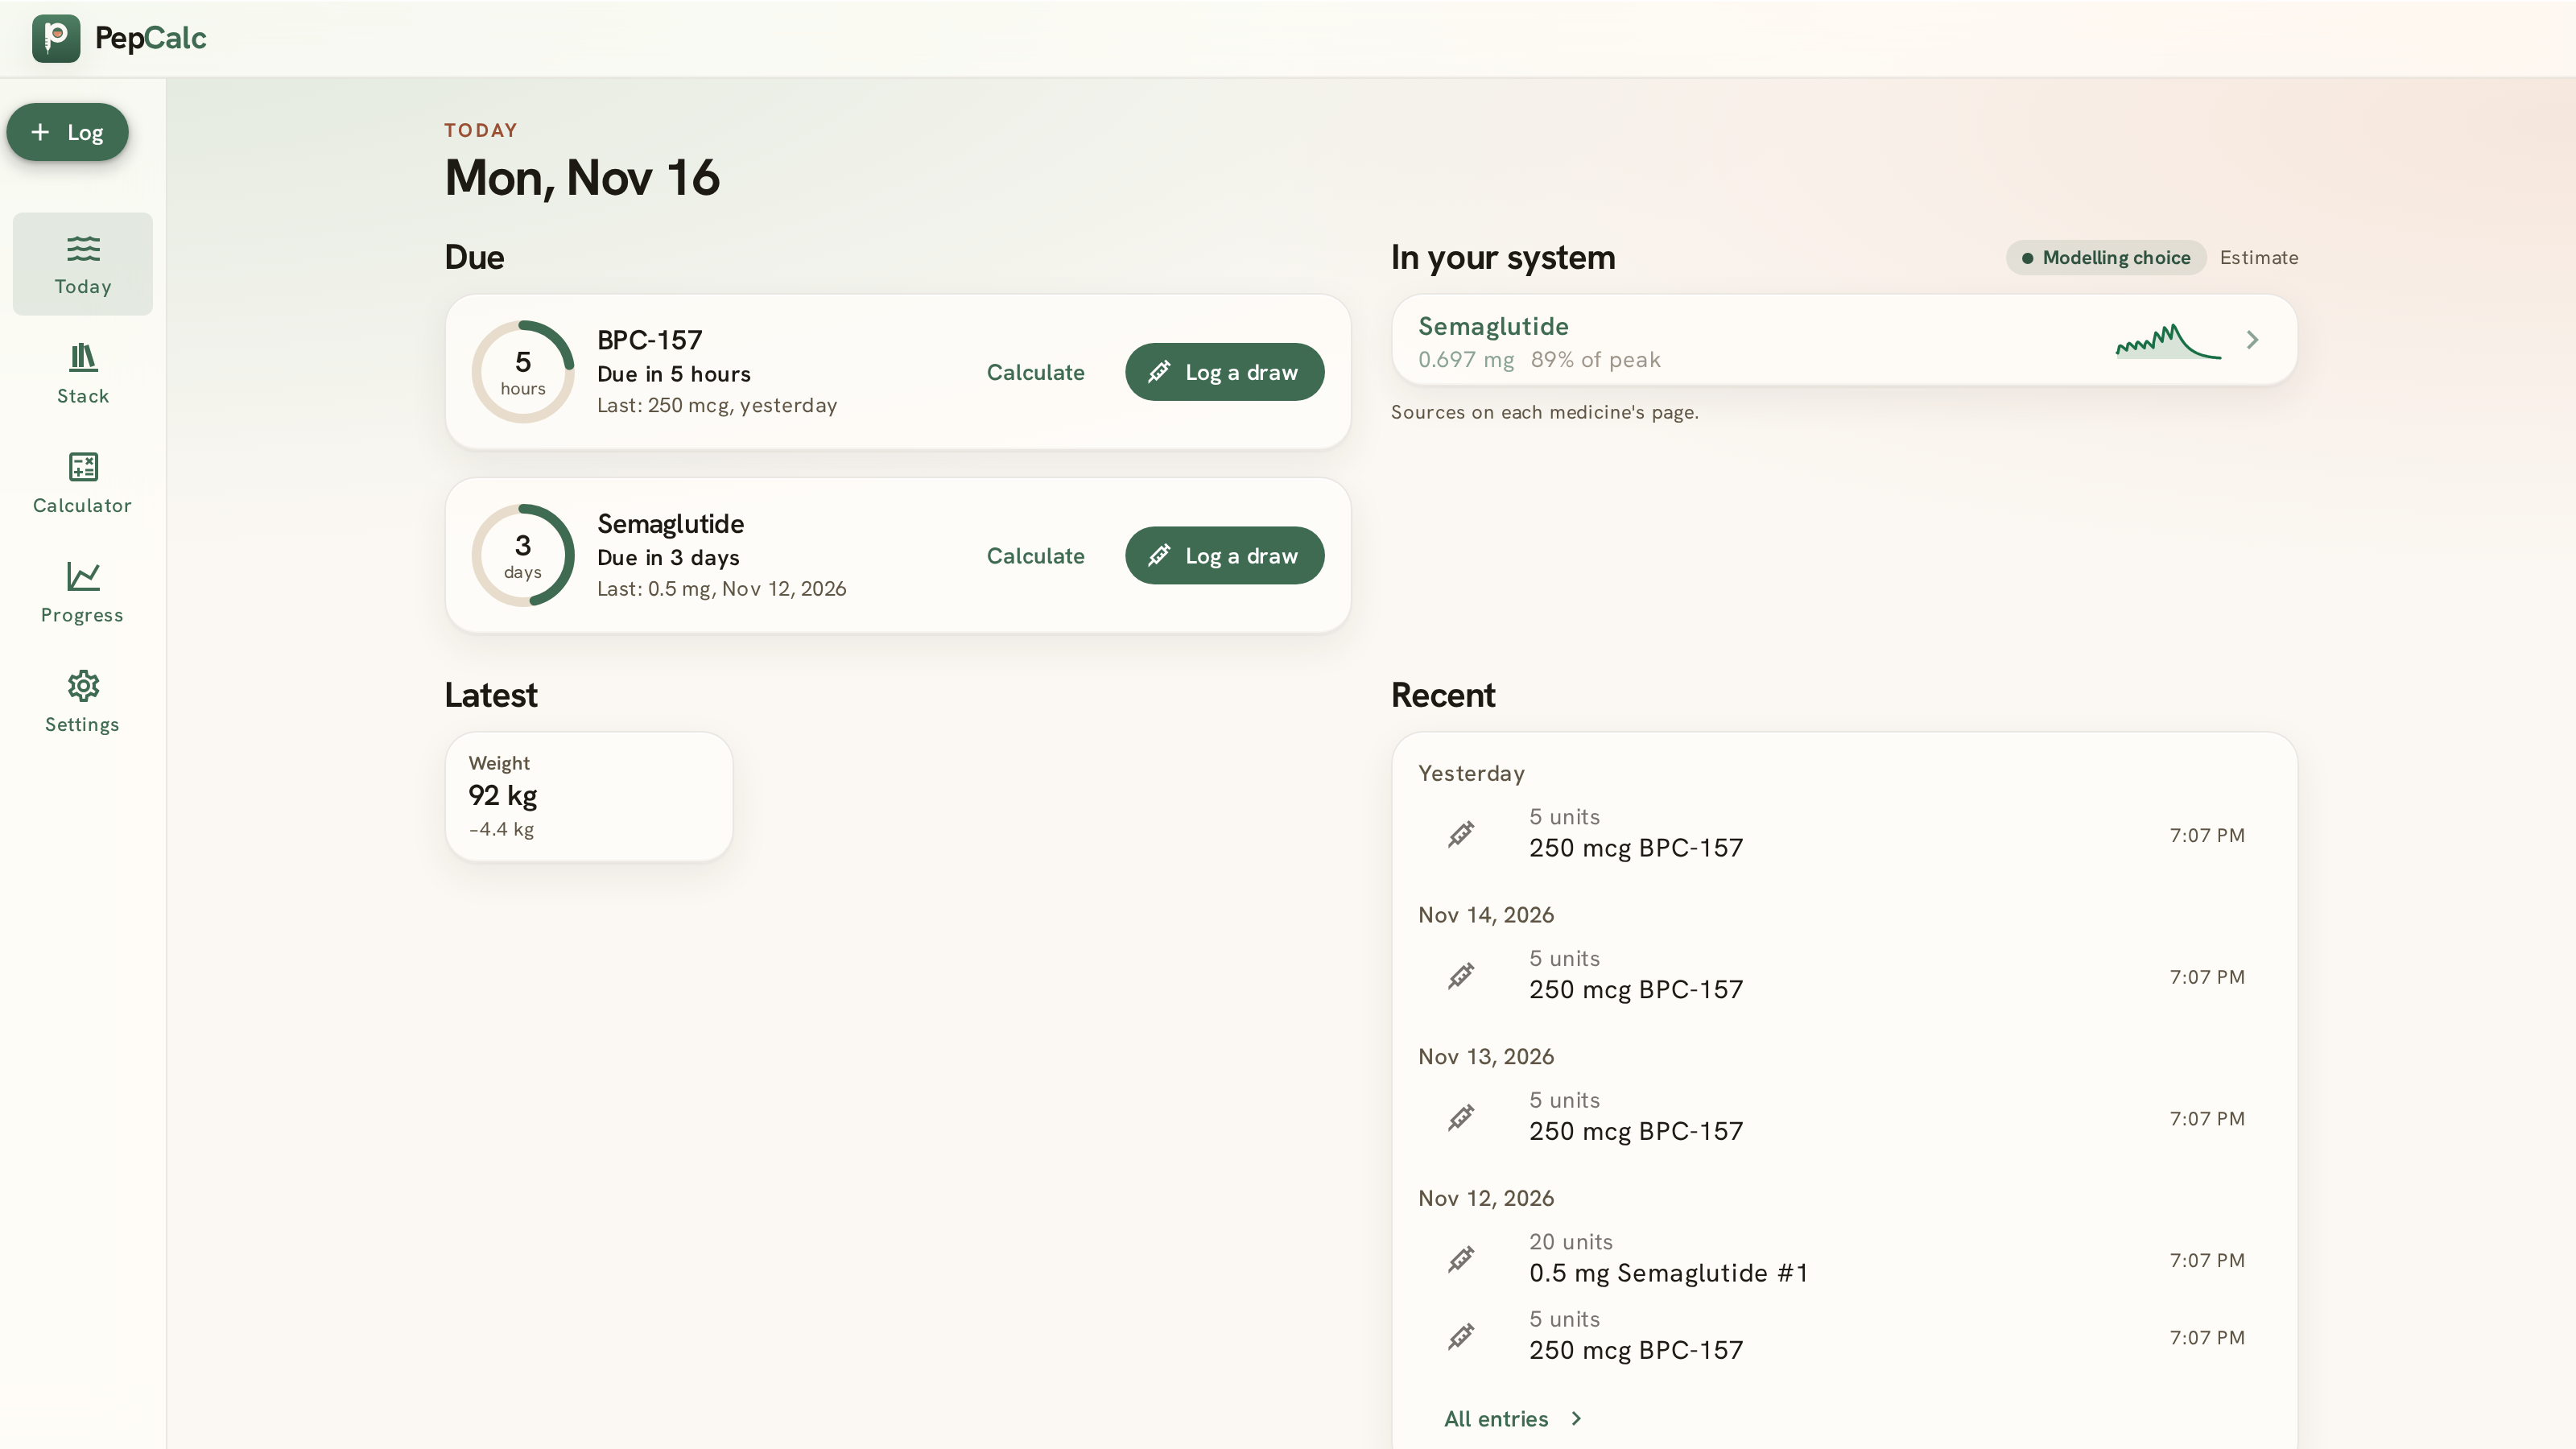 PepCalc
Log
Today
Stack
Calculator
Progress
Settings
TODAY
Mon, Nov 16
Due
5
hours
BPC-157
Due in 5 hours
Last: 250 mcg, yesterday
Calculate
Log a draw
3
days
Semaglutide
Due in 3 days
Last: 0.5 mg, Nov 12, 2026
Calculate
Log a draw
In your system
Modelling choice
Estimate
Semaglutide
0.697 mg 89% of peak
Sources on each medicine's page.
Latest
Weight
92 kg
−4.4 kg
Recent
Yesterday
5 units
250 mcg BPC-157
7:07 PM
Nov 14, 2026
5 units
250 mcg BPC-157
7:07 PM
Nov 13, 2026
5 units
250 mcg BPC-157
7:07 PM
Nov 12, 2026
20 units
0.5 mg Semaglutide #1
7:07 PM
5 units
250 mcg BPC-157
7:07 PM
All entries